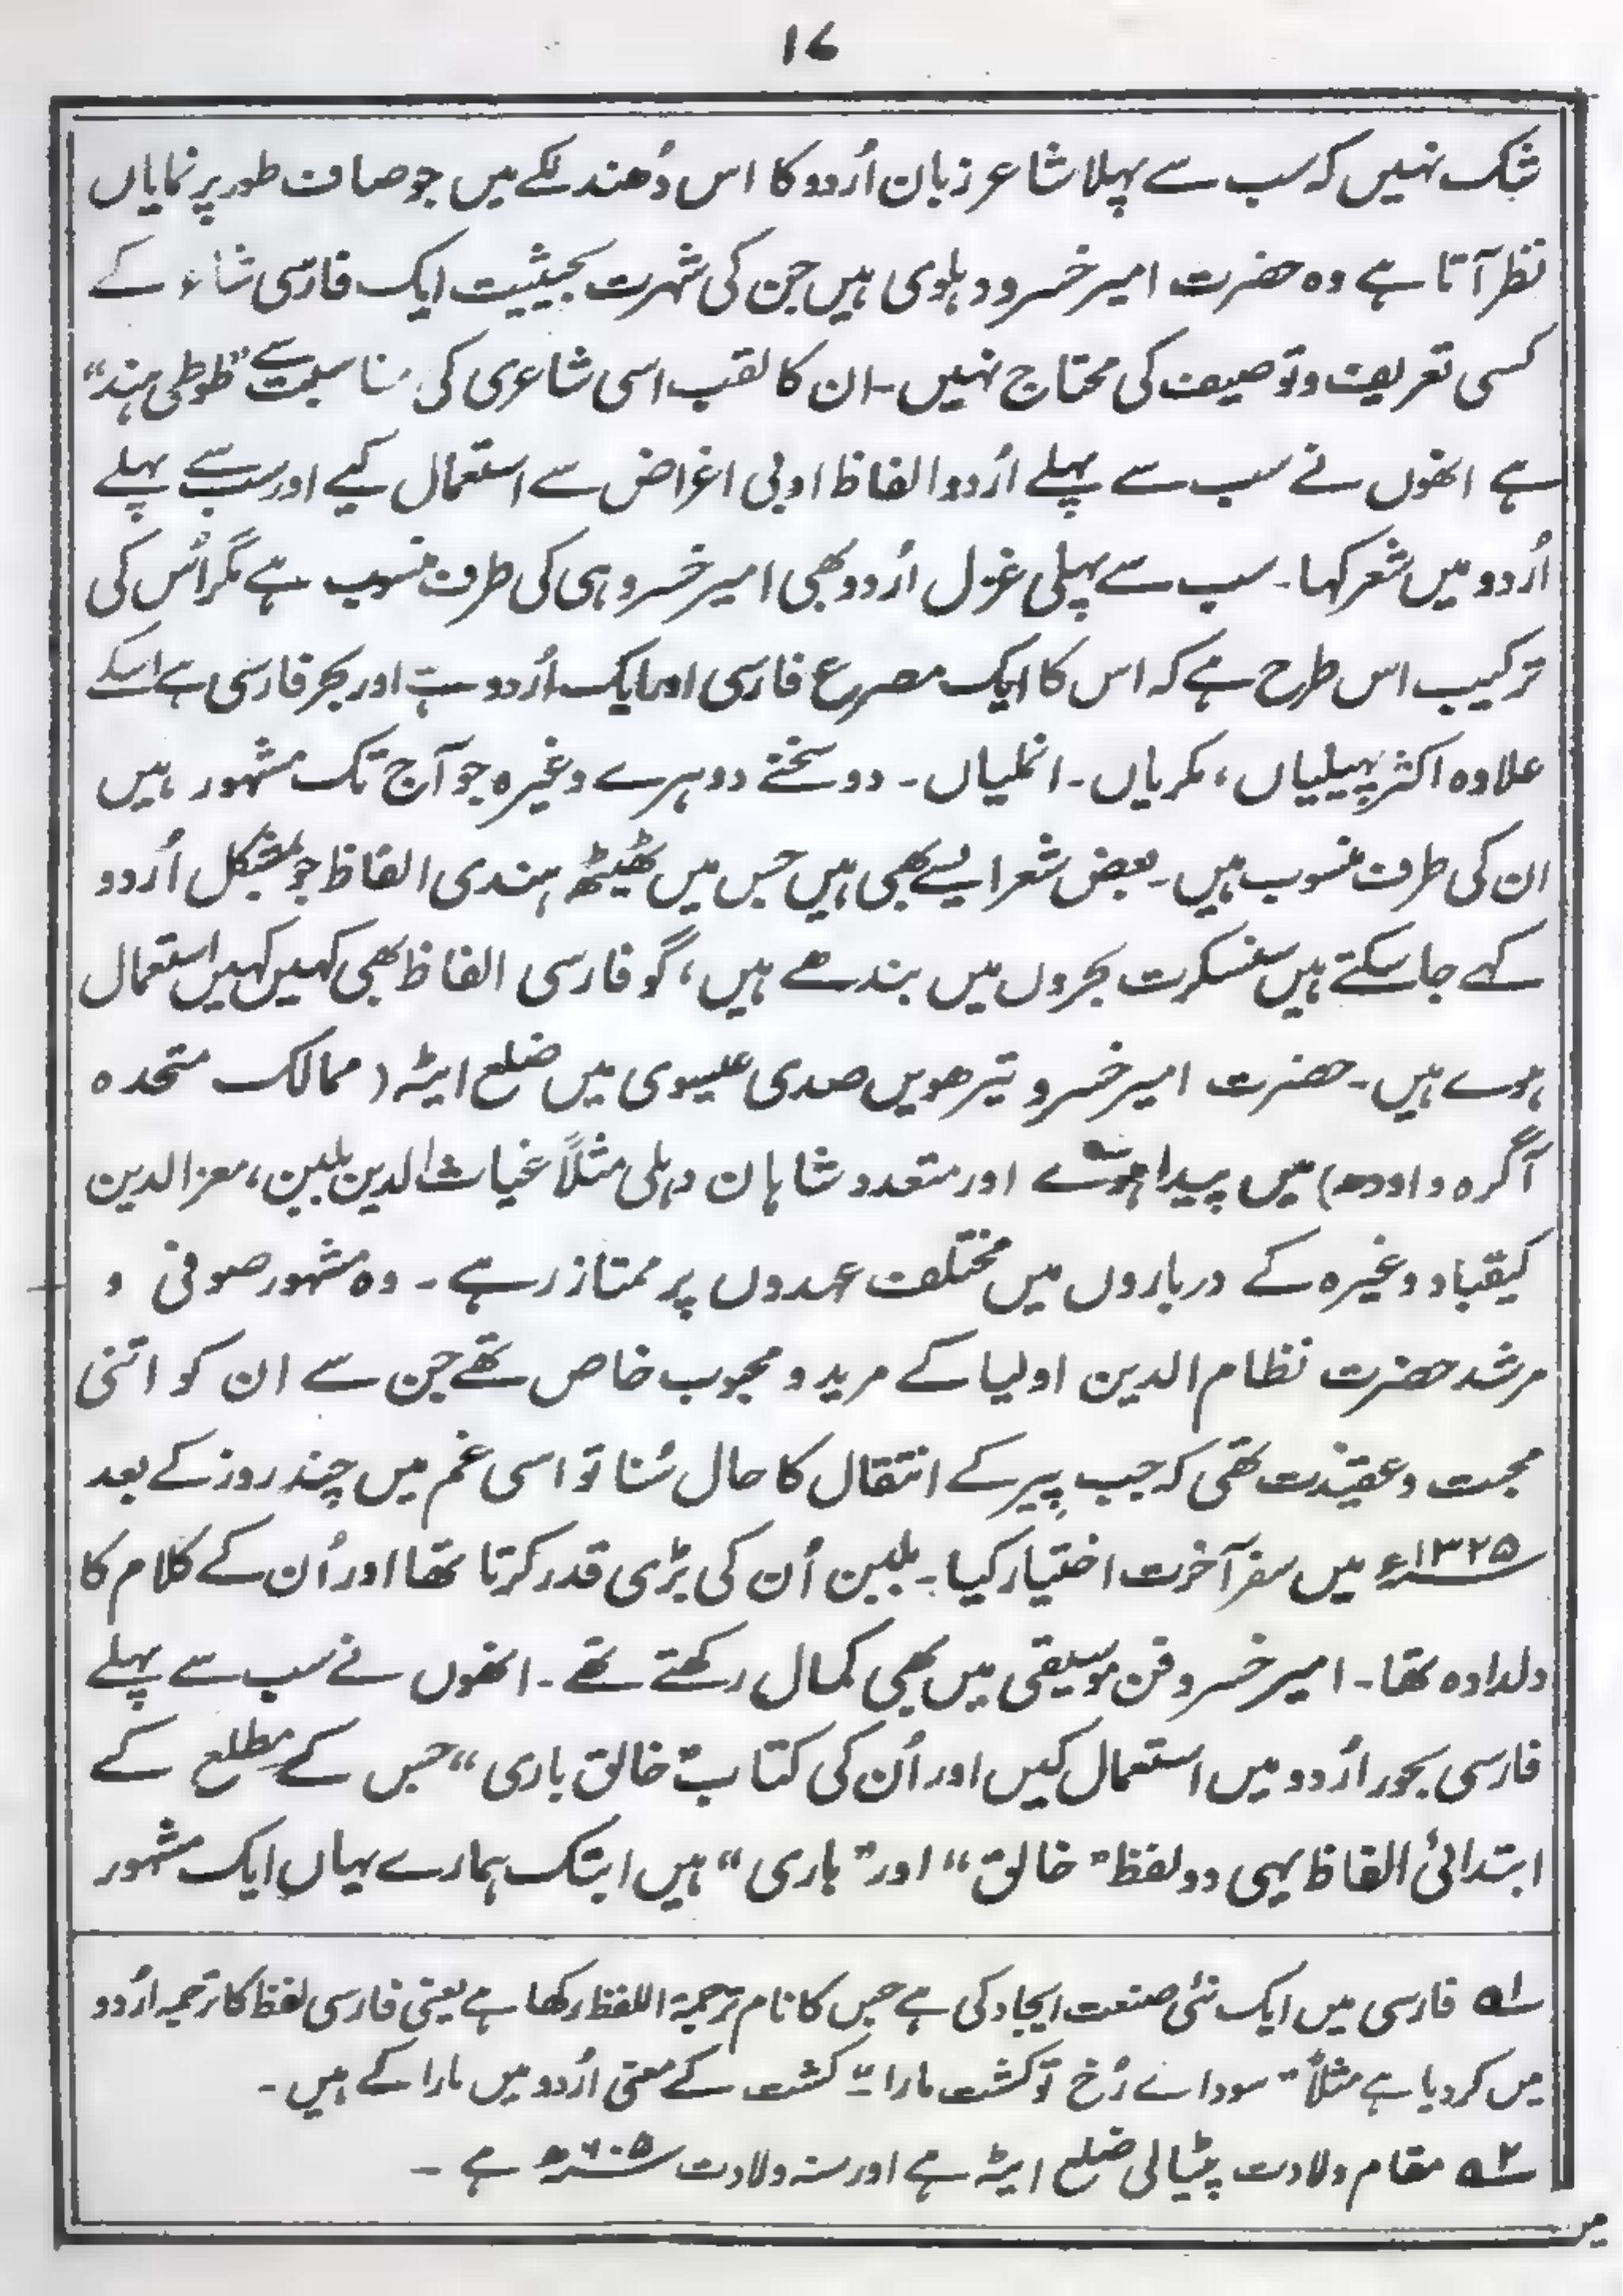 ۱۷
شک نہیں کہ سب سے پہلا شاعر زبان اُردو کا اس دُھندلکے میں جو صاف طور پر نمایاں
نظر آتا ہے وہ حضرت امیر خسرو دہلوی ہیں جن کی شہرت بحیثیت ایک فارسی شاعر کے
کسی تعریف و توصیف کی محتاج نہیں۔ ان کا لقب اسی شاعری کی مناسبت سے "طوطی ہند"
ہے انھوں نے سب سے پہلے اُردو الفاظ ادبی اغراض سے استعمال کیے اور سب سے پہلے
اُردو میں شعر کہا۔ سب سے پہلی غزل اُردو بھی امیر خسرو ہی کی طرف منسوب ہے مگر اُس کی
ترکیب اس طرح ہے کہ اس کا ایک مصرع فارسی اور ایک اُردو ہے اور بحر فارسی ہے اسکے
علاوہ اکثر پہیلیاں، مکریاں۔ انملیاں۔ دو سخنے دوہرے وغیرہ جو آج تک مشہور ہیں
ان کی طرف منسوب ہیں۔ بعض شعر ایسے بھی ہیں جس میں ٹھیٹھ ہندی الفاظ جو بمشکل اُردو
کہے جا سکتے ہیں سنسکرت بحروں میں بندھے ہیں، گو فارسی الفاظ بھی کہیں کہیں استعمال
ہوے ہیں۔ حضرت امیر خسرو تیرھویں صدی عیسوی میں ضلع ایٹہ (ممالک متحدہ
آگرہ و اودھ) میں پیدا ہوئے اور متعدد شاہان دہلی مثلاً غیاث الدین بلبن، معز الدین
کیقباد وغیرہ کے درباروں میں مختلف عہدوں پر ممتاز رہے۔ وہ مشہور صوفی و
مرشد حضرت نظام الدین اولیا کے مرید و محبوب خاص تھے جن سے ان کو اتنی
محبت و عقیدت تھی کہ جب پیر کے انتقال کا حال سُنا تو اسی غم میں چند روز کے بعد
۱۳۲۵ء میں سفر آخرت اختیار کیا۔ بلبن اُن کی بڑی قدر کرتا تھا اور اُن کے کلام کا
دلدادہ تھا۔ امیر خسرو فن موسیقی میں بھی کمال رکھتے تھے۔ انھوں نے سب سے پہلے
فارسی بحور اُردو میں استعمال کیں اور اُن کی کتاب "خالق باری" جس کے مطلع کے
ابتدائی الفاظ یہی دو لفظ "خالق" اور "باری" ہیں ابتک ہمارے یہاں ایک مشہور
۱ ؎ فارسی میں ایک نئی صنعت ایجاد کی ہے جس کا نام ترجمۃ اللفظ رکھا ہے یعنی فارسی لفظ کا ترجمہ اُردو
میں کر دیا ہے مثلاً "سوداے رُخ تو کشت مارا" کشت کے معنی اُردو میں مارا کے ہیں۔
۲ ؎ مقام ولادت پٹیالی ضلع ایٹہ ہے اور سنہ ولادت ہے۔